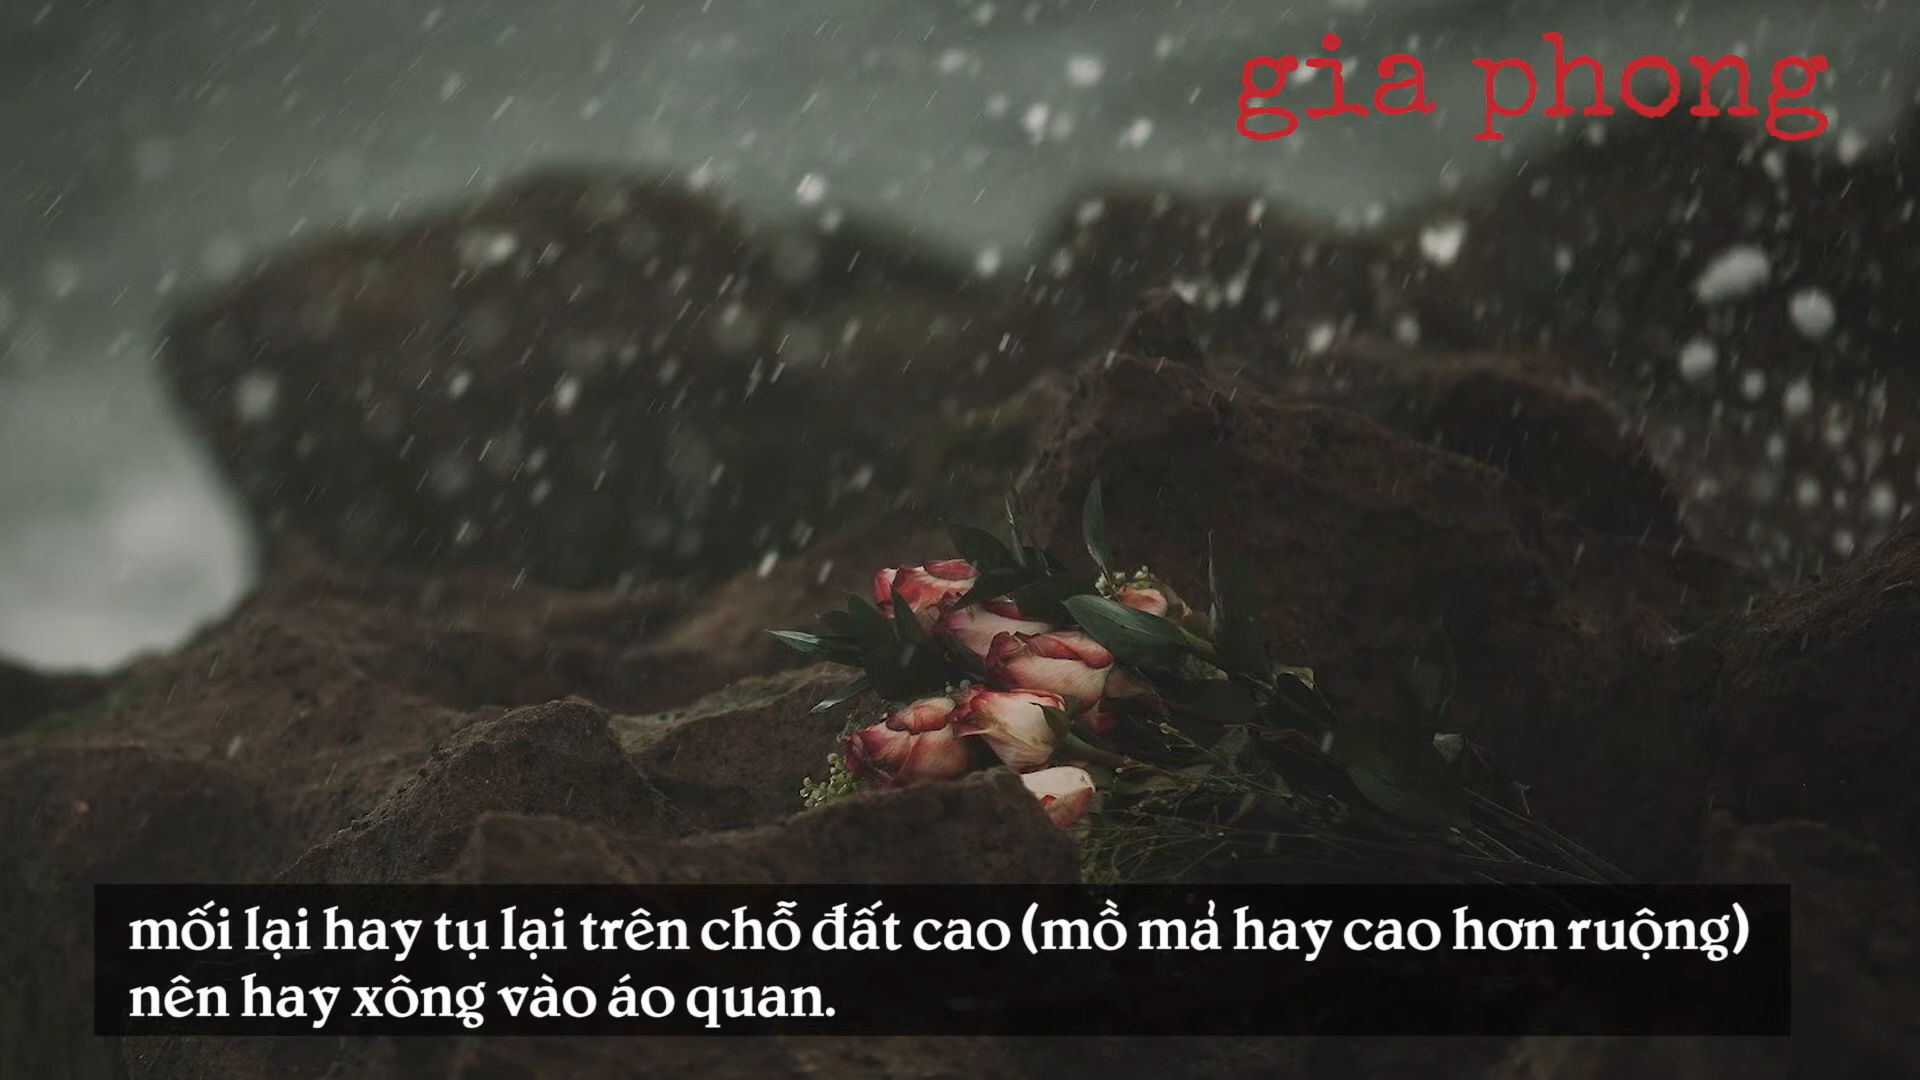 gia phong
mối lại hay tụ lại trên chỗ đất cao (mồ mả hay cao hơn ruộng)
nên hay xông vào áo quan.